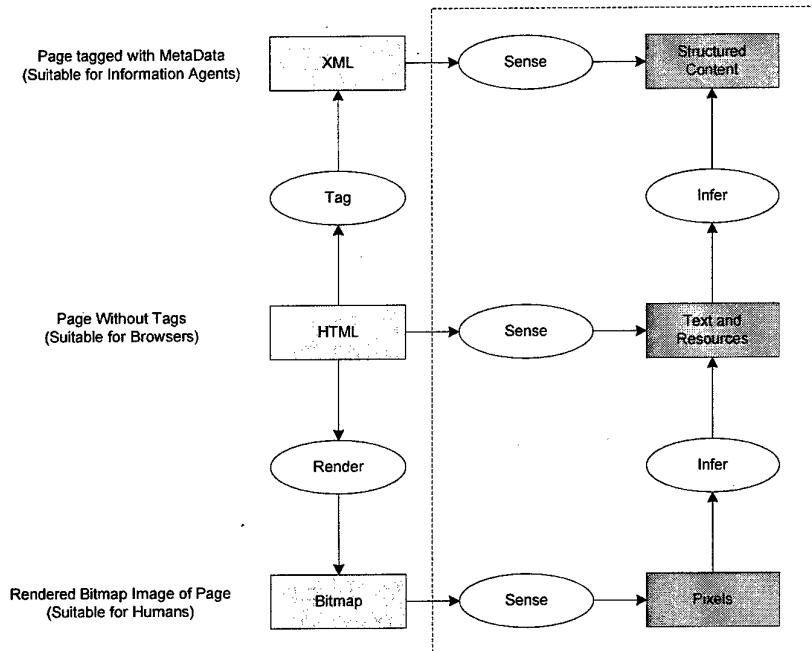 Page tagged with MetaData
(Suitable for Information Agents)
XML
Sense
Structured
Content
Tag
Infer
Page Without Tags
(Suitable for Browsers)
HTML
Sense
Text and
Resources
Render
Infer
Rendered Bitmap Image of Page
(Suitable for Humans)
Bitmap
Sense
Pixels